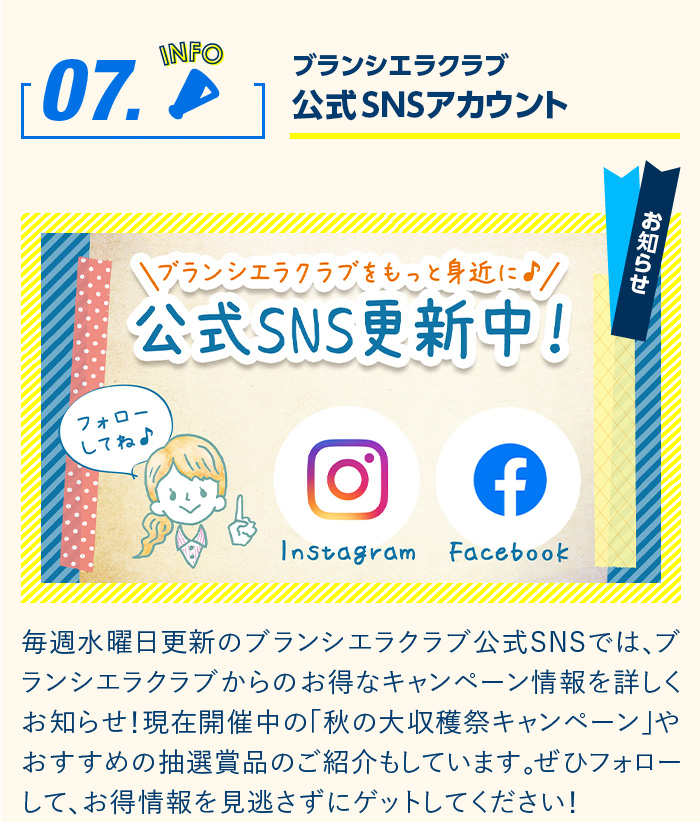 07.
INFO
ブランシエラクラブ
公式SNSアカウント
お知らせ
\ブランシエラクラブをもっと身近に♪/
公式SNS更新中!
フォロー
してね♪
Instagram
Facebook
毎週水曜日更新のブランシエラクラブ公式SNSでは、ブ
ランシエラクラブからのお得なキャンペーン情報を詳しく
お知らせ!現在開催中の「秋の大収穫祭キャンペーン」や
おすすめの抽選賞品のご紹介もしています。ぜひフォロー
して、お得情報を見逃さずにゲットしてください!